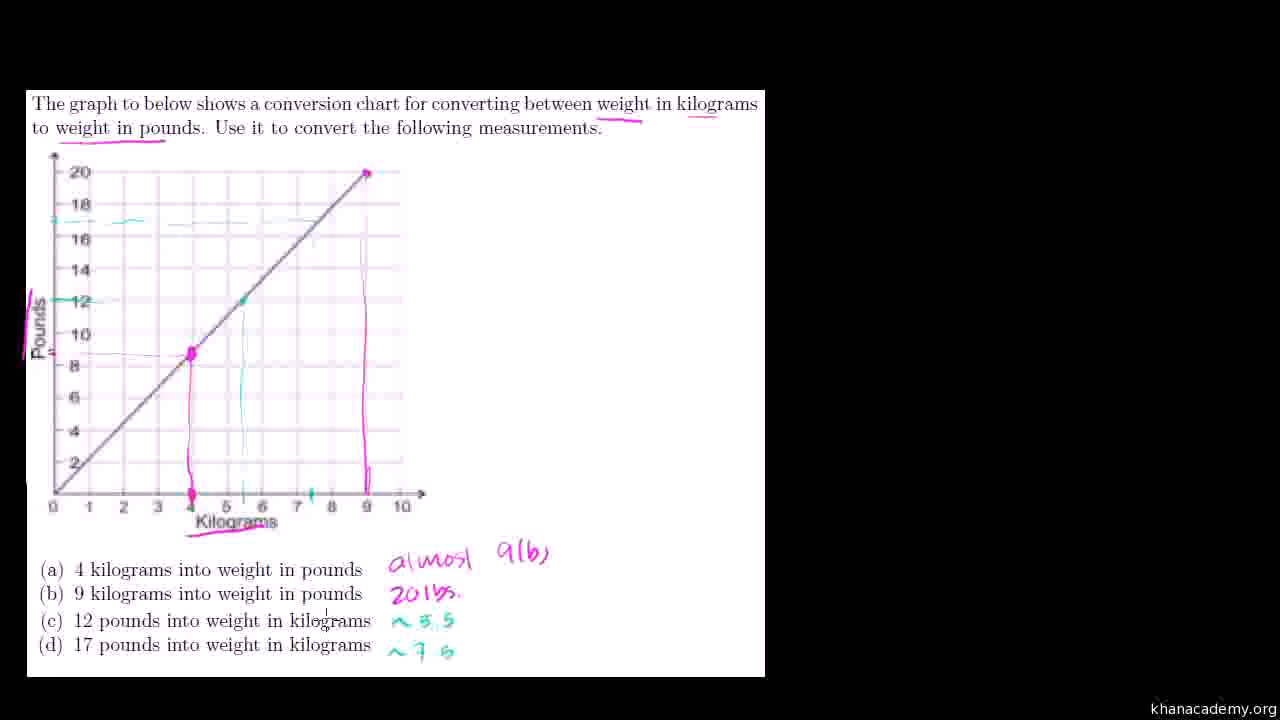 The graph to below shows a conversion chart for converting between weight in kilograms
to weight in pounds. Use it to convert the following measurements.
20
18
16
14
12
10
8
6
4
2
Pounds
0 1 2 3 4 5 6 7 8 9 10
Kilograms
(a) 4 kilograms into weight in pounds almost 9lbs
(b) 9 kilograms into weight in pounds 20lbs.
(c) 12 pounds into weight in kilograms ~ 5.5
(d) 17 pounds into weight in kilograms ~ 7.5
khanacademy.org